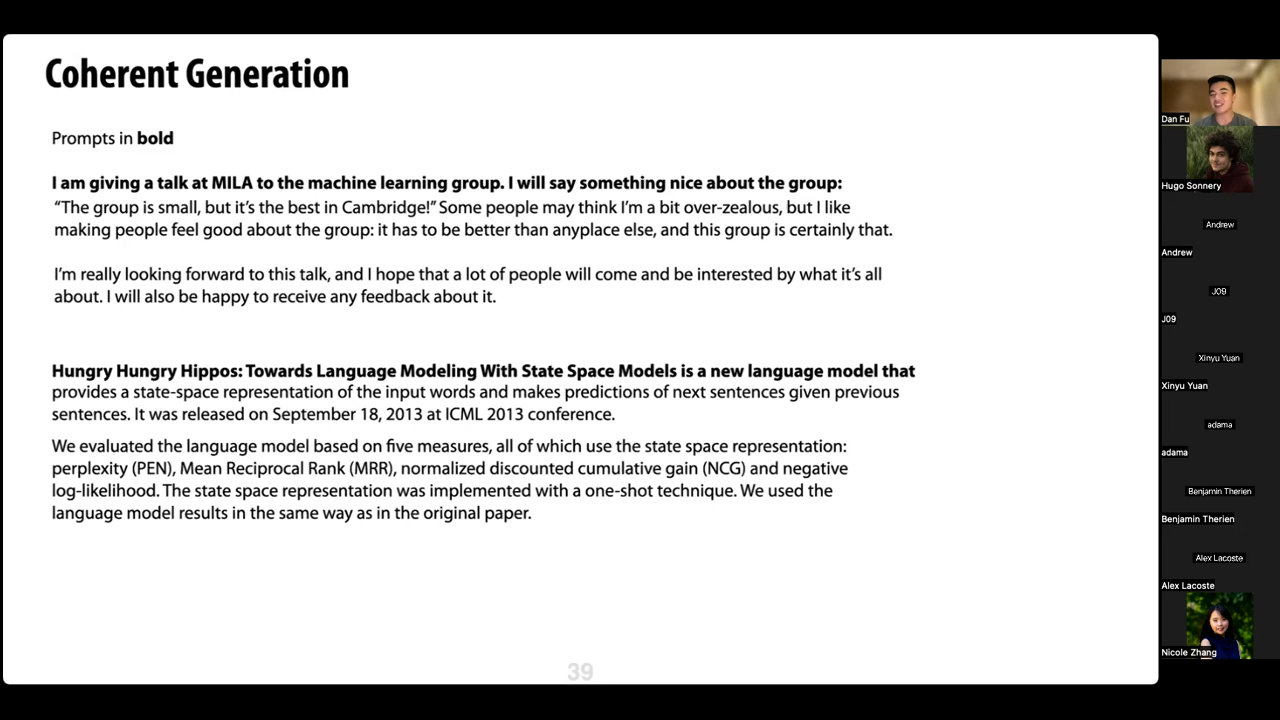 Coherent Generation
Prompts in bold
I am giving a talk at MILA to the machine learning group. I will say something nice about the group:
“The group is small, but it’s the best in Cambridge!” Some people may think I’m a bit over-zealous, but I like
making people feel good about the group: it has to be better than anyplace else, and this group is certainly that.
I’m really looking forward to this talk, and I hope that a lot of people will come and be interested by what it’s all
about. I will also be happy to receive any feedback about it.
Hungry Hungry Hippos: Towards Language Modeling With State Space Models is a new language model that
provides a state-space representation of the input words and makes predictions of next sentences given previous
sentences. It was released on September 18, 2013 at ICML 2013 conference.
We evaluated the language model based on five measures, all of which use the state space representation:
perplexity (PEN), Mean Reciprocal Rank (MRR), normalized discounted cumulative gain (NCG) and negative
log-likelihood. The state space representation was implemented with a one-shot technique. We used the
language model results in the same way as in the original paper.
39
Dan Fu
Hugo Sonnery
Andrew
Andrew
J09
J09
Xinyu Yuan
Xinyu Yuan
adama
adama
Benjamin Therien
Benjamin Therien
Alex Lacoste
Alex Lacoste
Nicole Zhang